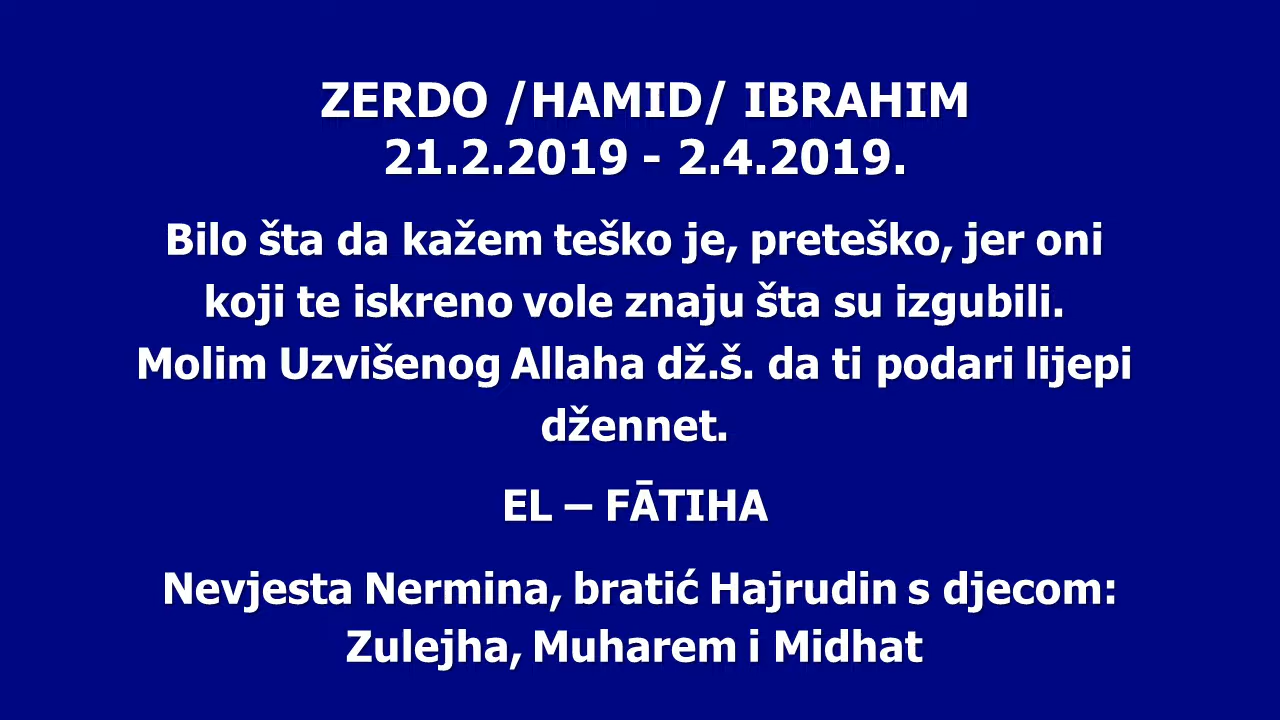 ZERDO /HAMID/ IBRAHIM
21.2.2019 - 2.4.2019.
Bilo šta da kažem teško je, preteško, jer oni
koji te iskreno vole znaju šta su izgubili.
Molim Uzvišenog Allaha dž.š. da ti podari lijepi
džennet.
EL – FĀTIHA
Nevjesta Nermina, bratić Hajrudin s djecom:
Zulejha, Muharem i Midhat